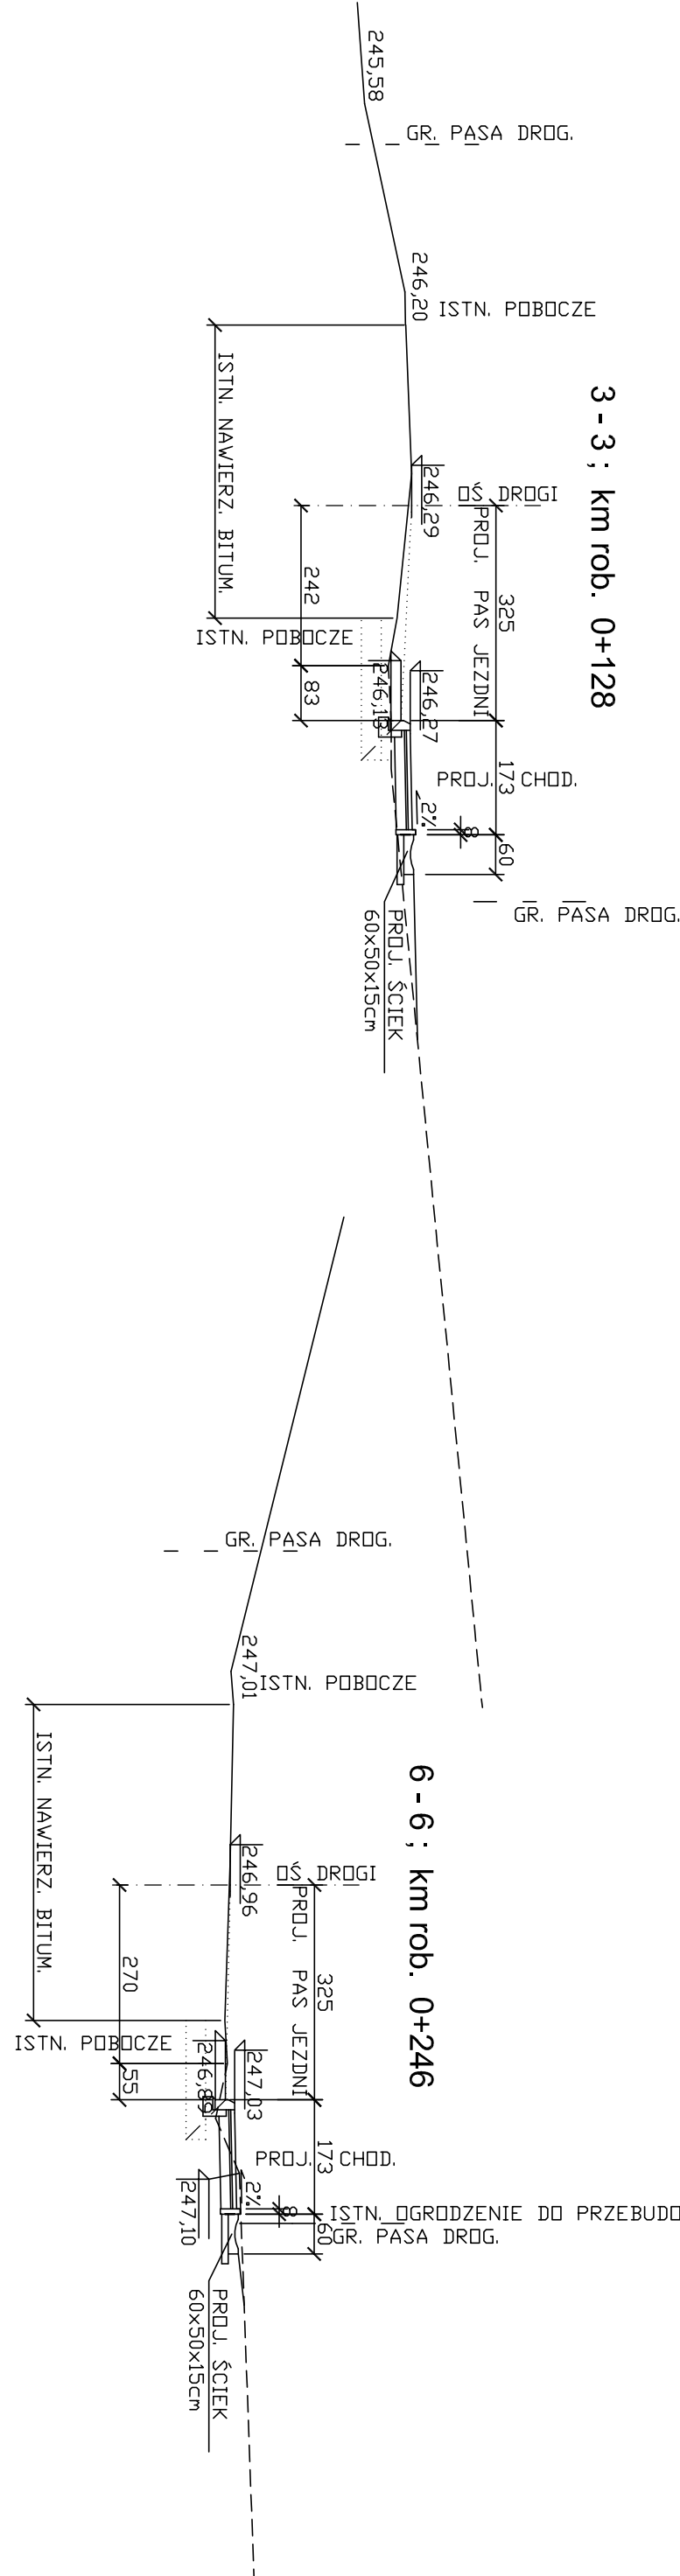 245,58
GR. PASA DROG.
246,20
ISTN. POBOCZE
3 - 3 ; km rob. 0+128
ISTN. NAWIERZ. BITUM.
246,29
OŚ DROGI
PROJ. PAS JEZDNI
325
242
ISTN. POBOCZE
83
246,27
173
PROJ. CHOD.
2%
8
60
GR. PASA DROG.
PROJ. ŚCIEK
60x50x15cm
GR. PASA DROG.
247,01
ISTN. POBOCZE
6 - 6 ; km rob. 0+246
ISTN. NAWIERZ. BITUM.
246,96
OŚ DROGI
PROJ. PAS JEZDNI
325
270
ISTN. POBOCZE
55
247,03
173
PROJ. CHOD.
2%
8
247,10
ISTN. OGRODZENIE DO PRZEBUDO
60
GR. PASA DROG.
PROJ. ŚCIEK
60x50x15cm